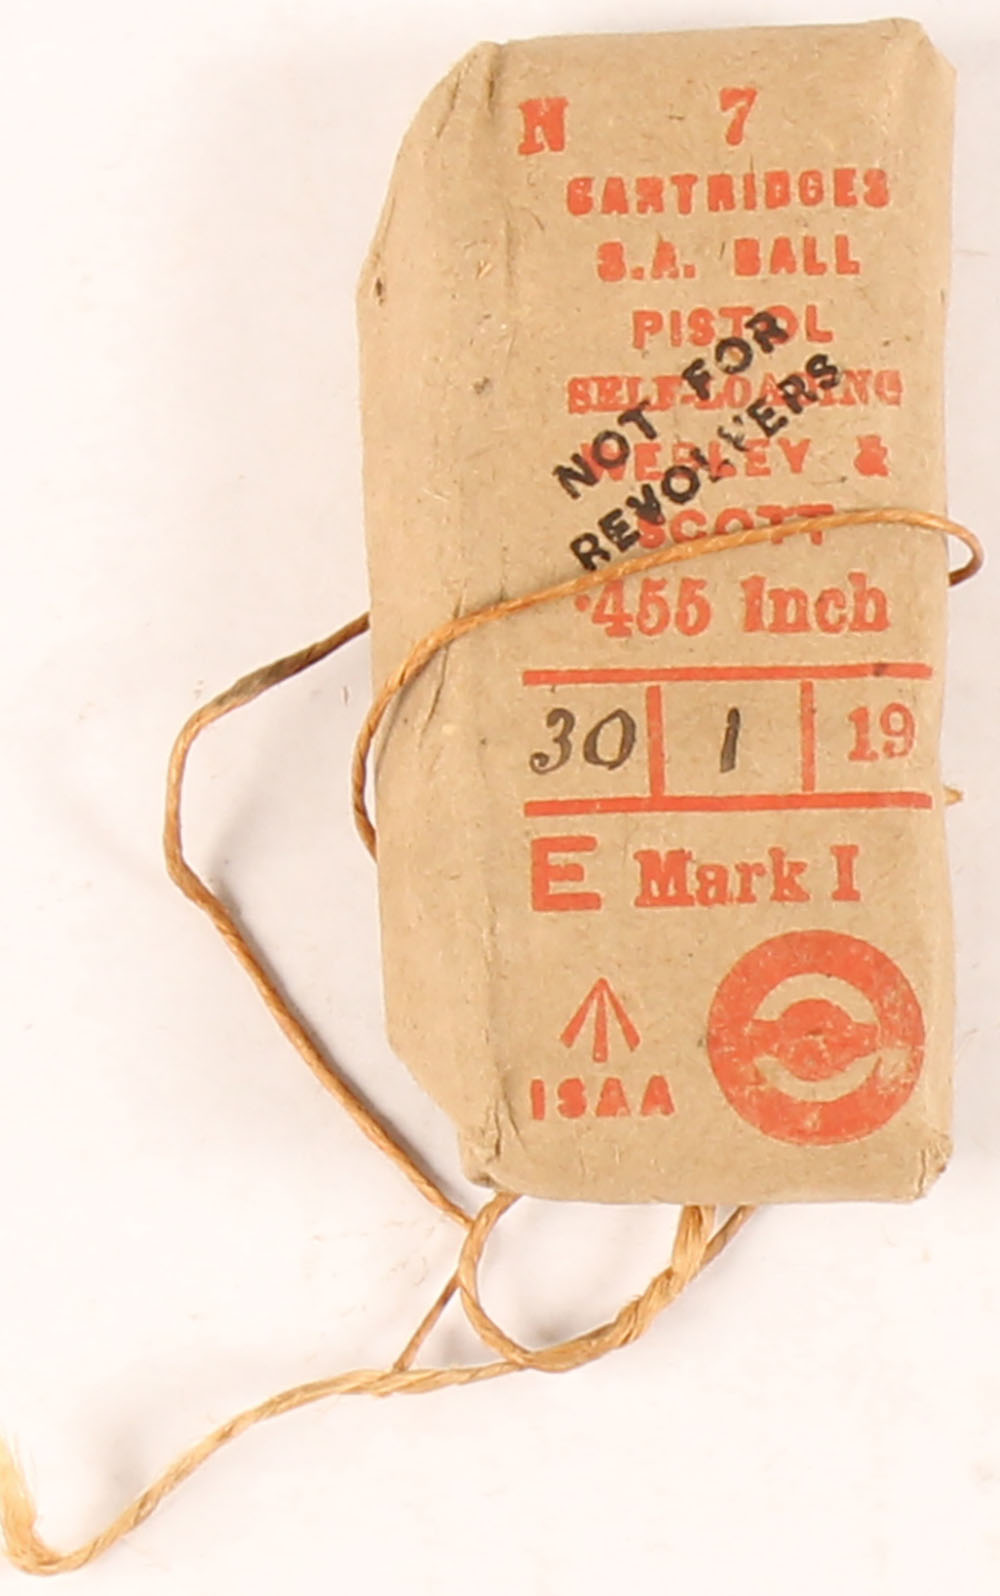 N 7
CARTRIDGES
S.A. BALL
PISTOL
SELF-LOADING
WEBLEY &
SCOTT
NOT FOR
REVOLVERS
·455 Inch
30 1 19
E Mark I
ISAA